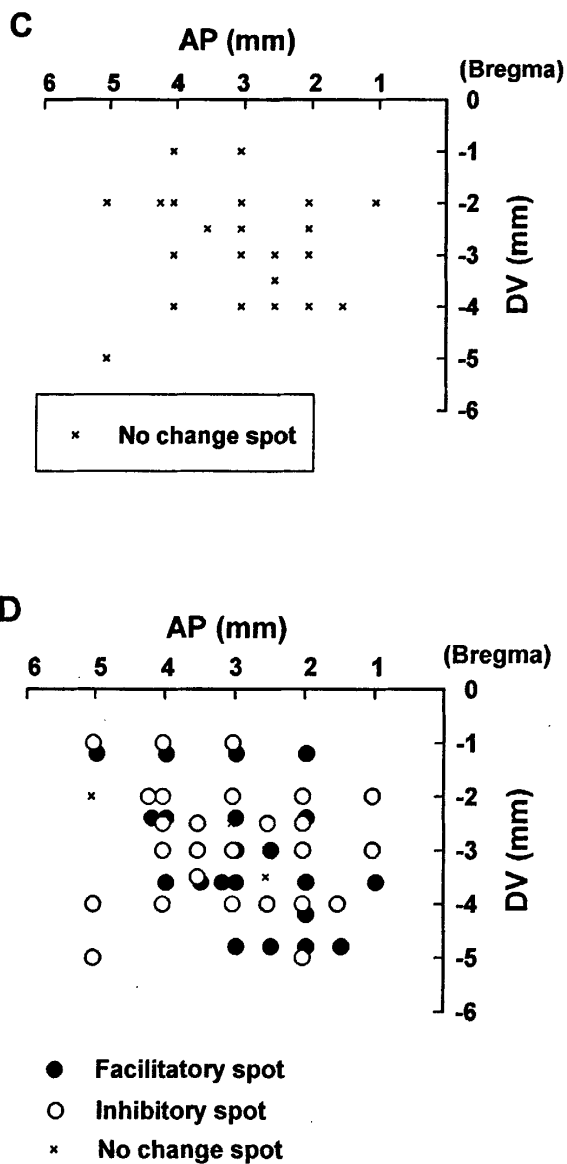 C
AP (mm)
6 5 4 3 2 1 (Bregma)
0
-1
-2
-3
-4
-5
-6
DV (mm)
× No change spot
D
AP (mm)
6 5 4 3 2 1 (Bregma)
0
-1
-2
-3
-4
-5
-6
DV (mm)
Facilitatory spot
Inhibitory spot
× No change spot